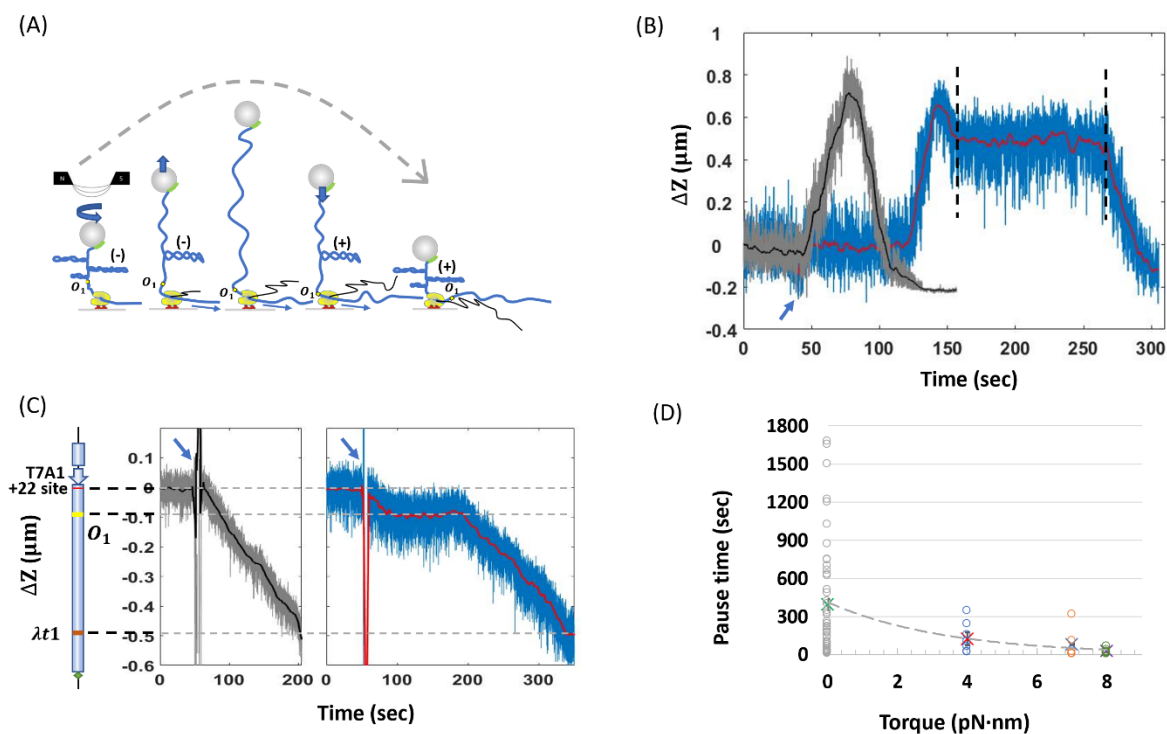 (A)
N
S
(-)
(-)
(+)
(+)
O₁
O₁
O₁
O₁
O₁
(B)
ΔZ (μm)
1
0.8
0.6
0.4
0.2
0
-0.2
-0.4
0 50 100 150 200 250 300
Time (sec)
(C)
T7A1
+22 site
O₁
λt1
ΔZ (μm)
0.1
0
-0.1
-0.2
-0.3
-0.4
-0.5
-0.6
0 100 200
0 100 200 300
Time (sec)
(D)
Pause time (sec)
1800
1500
1200
900
600
300
0
0 2 4 6 8
Torque (pN·nm)